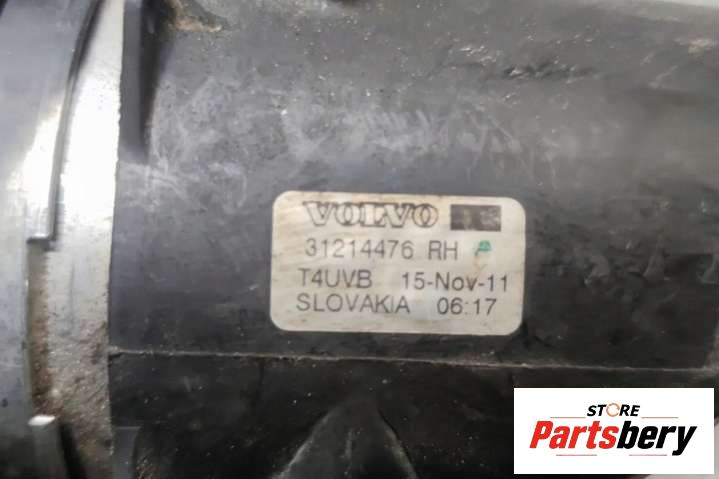 VOLVO
31214476 RH
T4UVB 15-Nov-11
SLOVAKIA 06:17
STORE
Partsbery